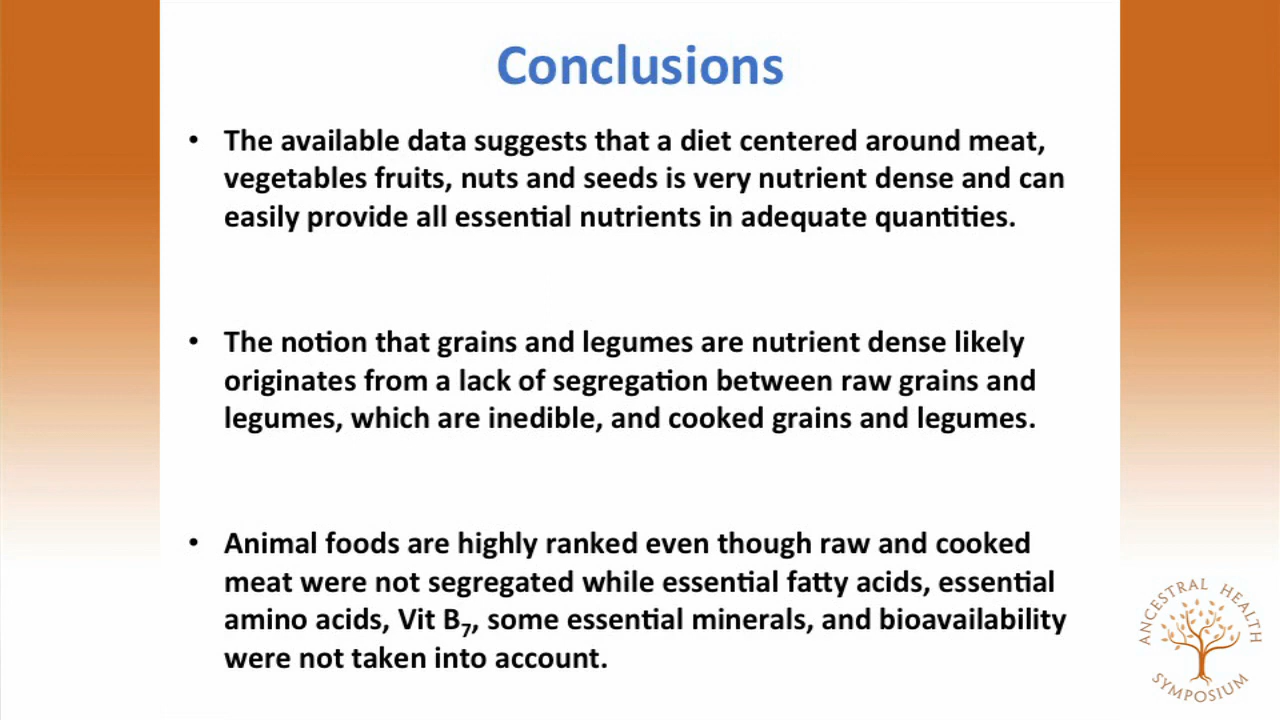 Conclusions
• The available data suggests that a diet centered around meat,
vegetables fruits, nuts and seeds is very nutrient dense and can
easily provide all essential nutrients in adequate quantities.
• The notion that grains and legumes are nutrient dense likely
originates from a lack of segregation between raw grains and
legumes, which are inedible, and cooked grains and legumes.
• Animal foods are highly ranked even though raw and cooked
meat were not segregated while essential fatty acids, essential
amino acids, Vit B₇, some essential minerals, and bioavailability
were not taken into account.
ANCESTRAL HEALTH
SYMPOSIUM